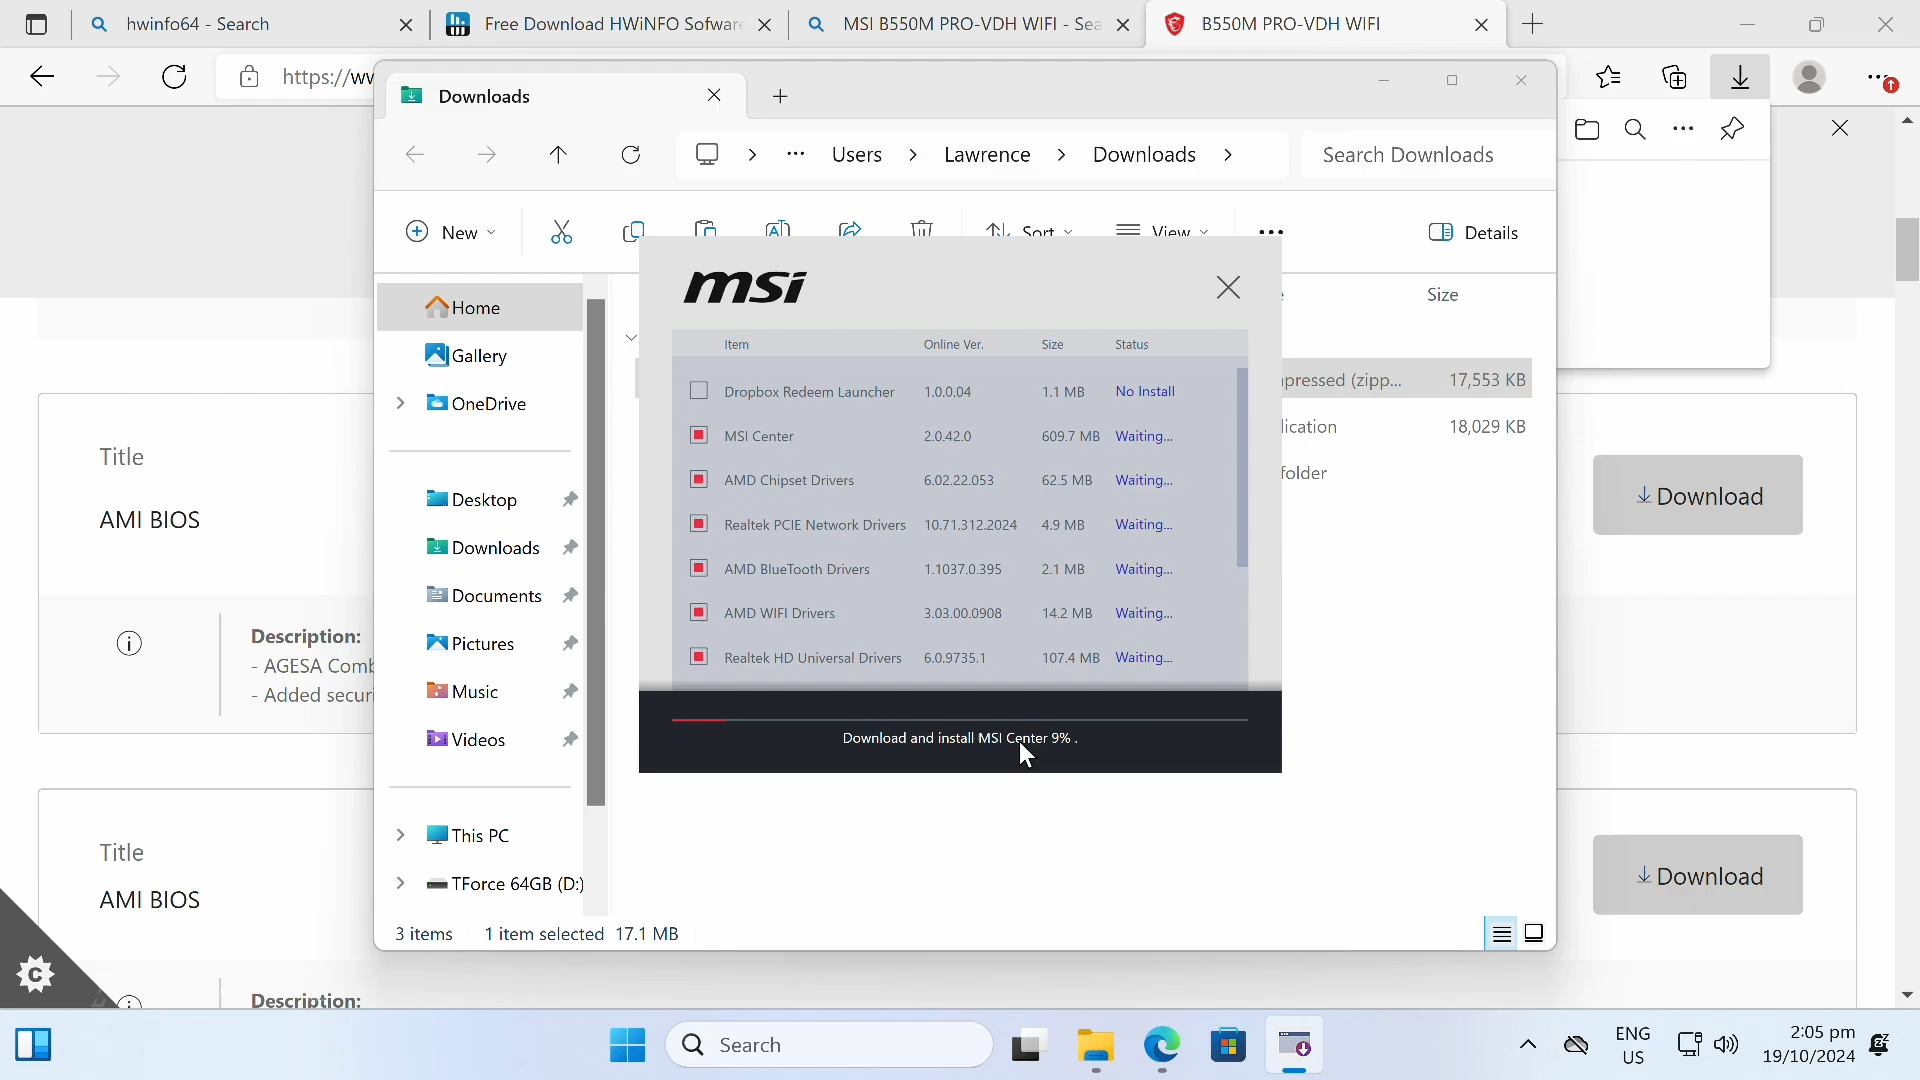 hwinfo64 - Search
Free Download HWiNFO Sofware
MSI B550M PRO-VDH WIFI - Sea
B550M PRO-VDH WIFI
https://ww
Downloads
Users
Lawrence
Downloads
Search Downloads
New
Sort
View
Details
msi
Size
Home
Gallery
OneDrive
Desktop
Downloads
Documents
Pictures
Music
Videos
This PC
TForce 64GB (D:)
Item Online Ver. Size Status
Dropbox Redeem Launcher 1.0.0.04 1.1 MB No Install
MSI Center 2.0.42.0 609.7 MB Waiting...
AMD Chipset Drivers 6.02.22.053 62.5 MB Waiting...
Realtek PCIE Network Drivers 10.71.312.2024 4.9 MB Waiting...
AMD BlueTooth Drivers 1.1037.0.395 2.1 MB Waiting...
AMD WIFI Drivers 3.03.00.0908 14.2 MB Waiting...
Realtek HD Universal Drivers 6.0.9735.1 107.4 MB Waiting...
Download and install MSI Center 9% .
pressed (zipp... 17,553 KB
lication 18,029 KB
folder
3 items 1 item selected 17.1 MB
Title
AMI BIOS
Download
Description:
- AGESA Comb
- Added securi
Title
AMI BIOS
Download
Description:
Search
ENG
US
2:05 pm
19/10/2024